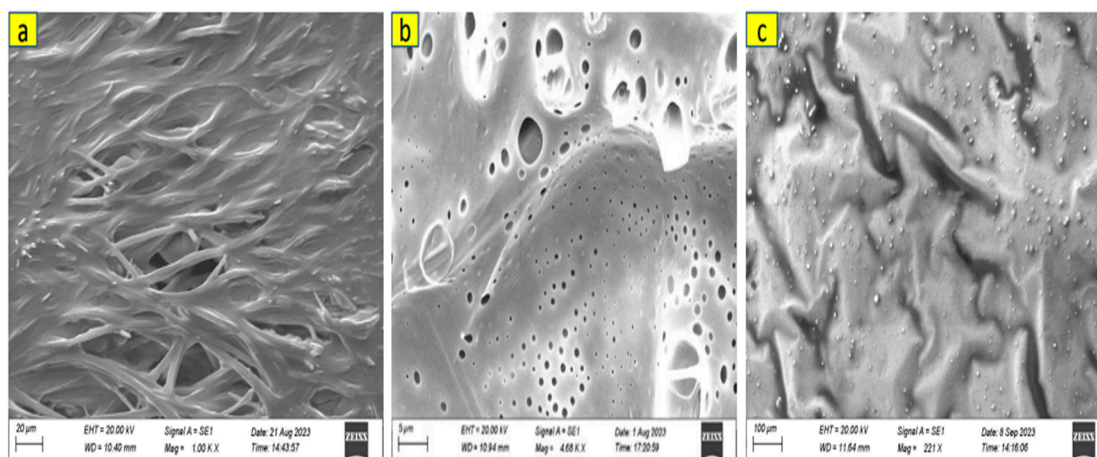 a
b
c
20 µm
EHT = 20.00 kV
Signal A = SE1
Date: 21 Aug 2023
WD = 10.40 mm
Mag = 1.00 K X
Time: 14:43:57
ZEISS
5 µm
EHT = 20.00 kV
Signal A = SE1
Date: 1 Aug 2023
WD = 10.94 mm
Mag = 4.68 K X
Time: 17:20:59
ZEISS
100 µm
EHT = 20.00 kV
Signal A = SE1
Date: 8 Sep 2023
WD = 11.64 mm
Mag = 221 X
Time: 14:16:06
ZEISS